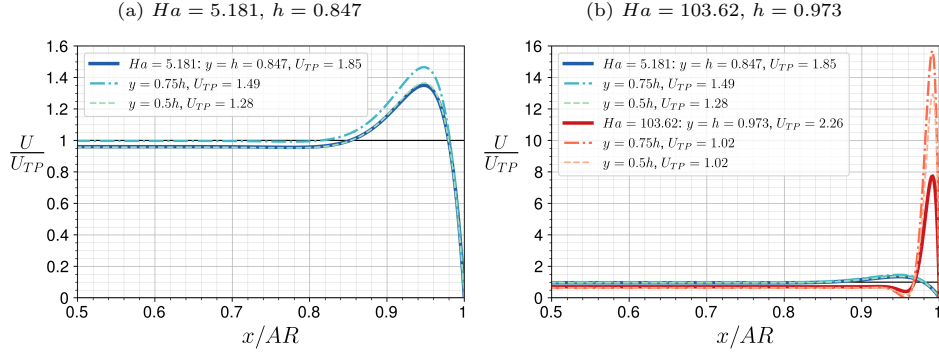 (a) Ha = 5.181, h = 0.847
1.6
1.4
1.2
1
0.8
0.6
0.4
0.2
0
U
U_TP
Ha = 5.181: y = h = 0.847, U_TP = 1.85
y = 0.75h, U_TP = 1.49
y = 0.5h, U_TP = 1.28
0.5
0.6
0.7
0.8
0.9
1
x/AR
(b) Ha = 103.62, h = 0.973
16
14
12
10
8
6
4
2
0
U
U_TP
Ha = 5.181: y = h = 0.847, U_TP = 1.85
y = 0.75h, U_TP = 1.49
y = 0.5h, U_TP = 1.28
Ha = 103.62: y = h = 0.973, U_TP = 2.26
y = 0.75h, U_TP = 1.02
y = 0.5h, U_TP = 1.02
0.5
0.6
0.7
0.8
0.9
1
x/AR